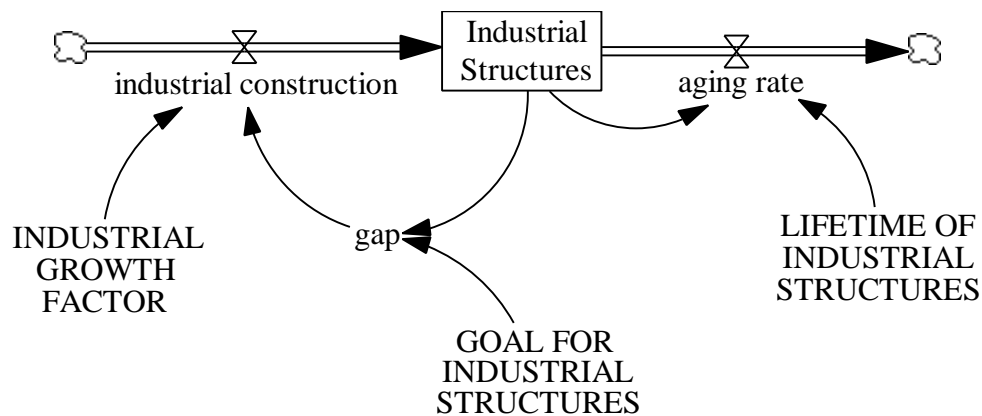 Industrial
Structures
industrial construction
aging rate
INDUSTRIAL
GROWTH
FACTOR
gap
GOAL FOR
INDUSTRIAL
STRUCTURES
LIFETIME OF
INDUSTRIAL
STRUCTURES